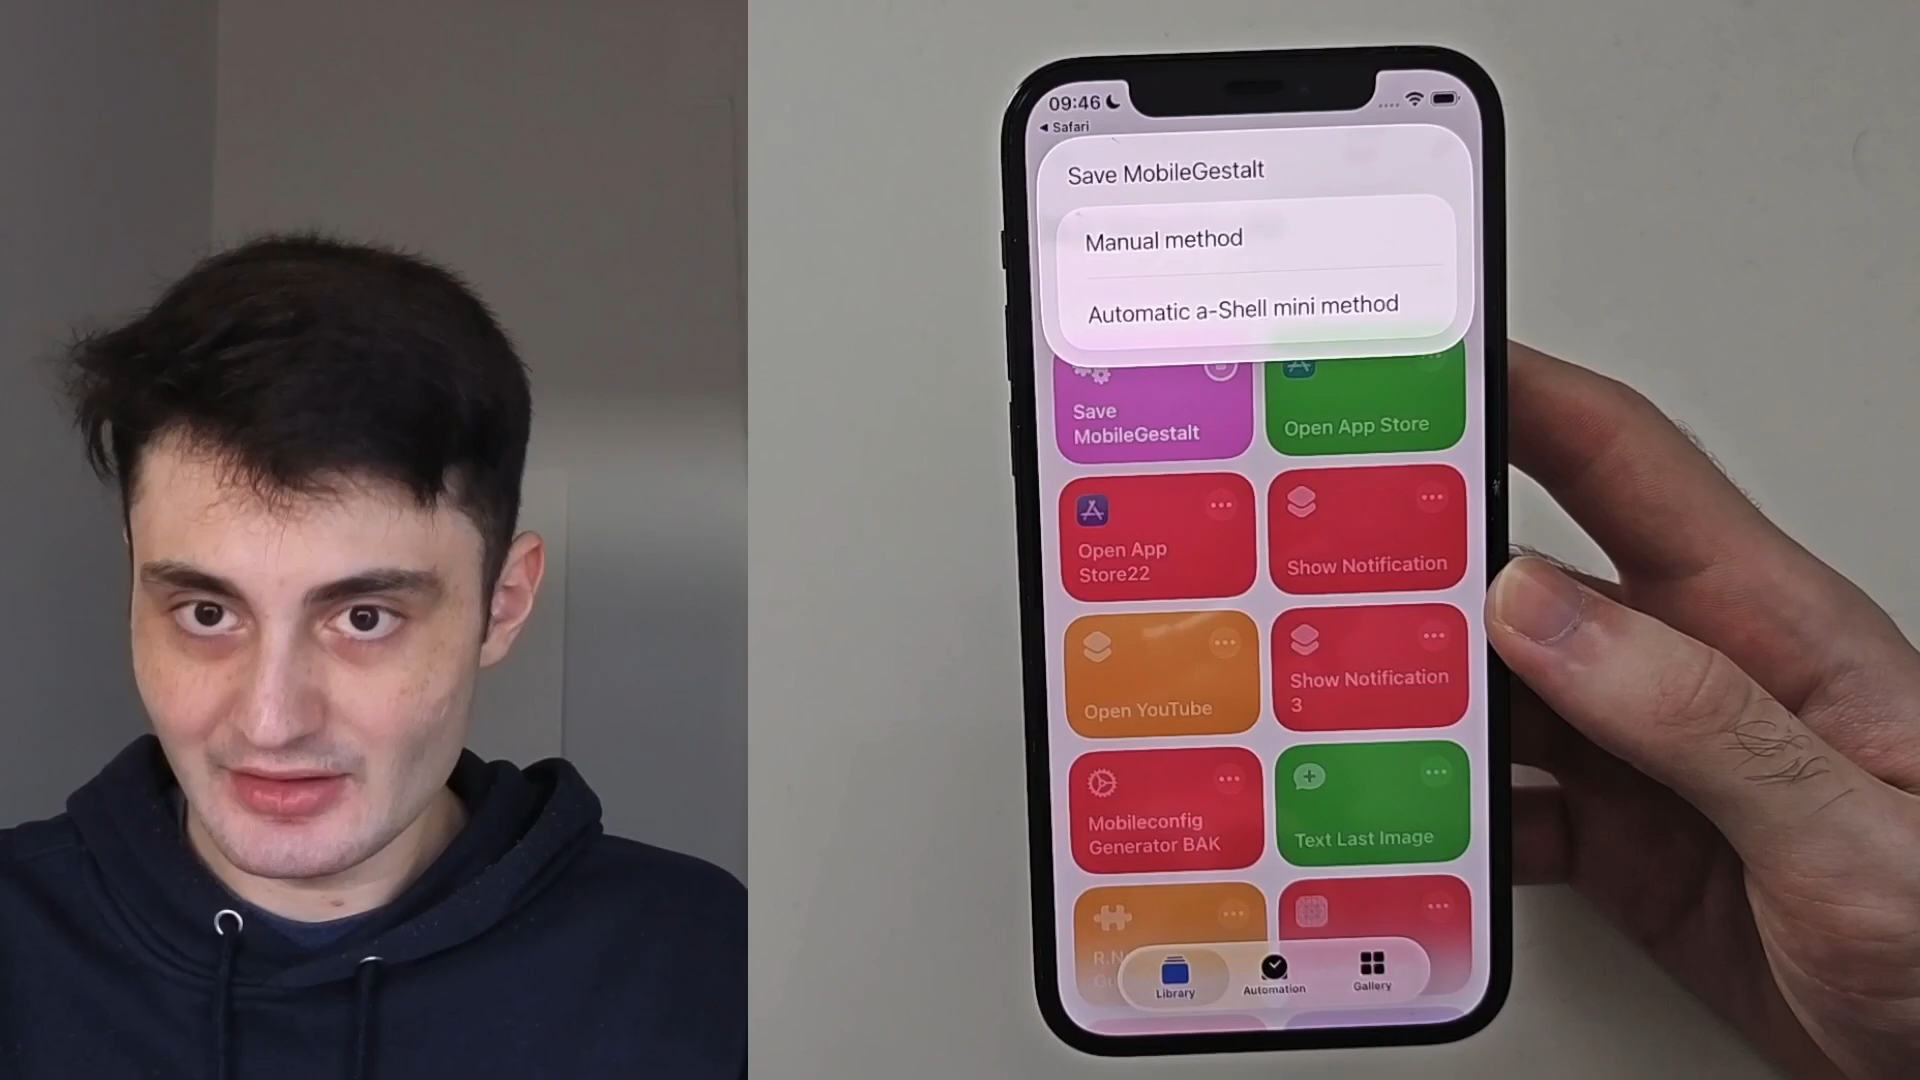 09:46
Safari
Save MobileGestalt
Manual method
Automatic a-Shell mini method
Save
MobileGestalt
Open App Store
Open App
Store22
Show Notification
Open YouTube
Show Notification
3
Mobileconfig
Generator BAK
Text Last Image
R.N
Library
Automation
Gallery